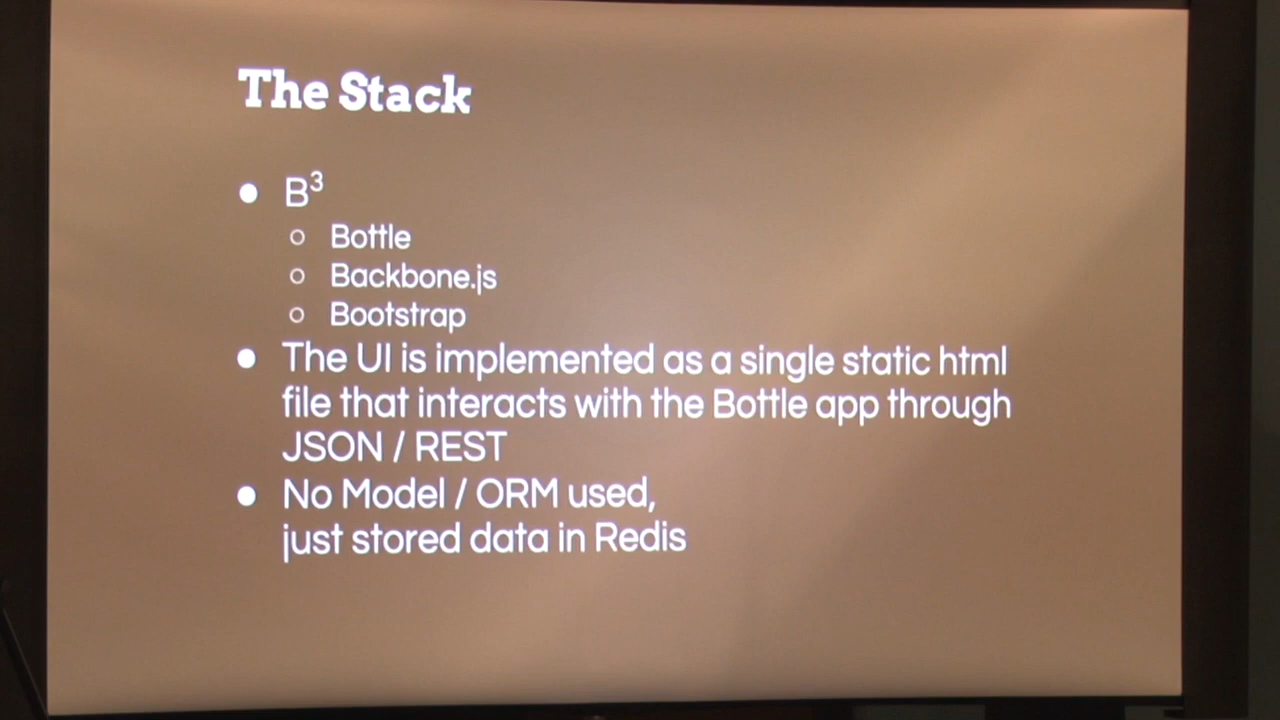 The Stack
● B³
○ Bottle
○ Backbone.js
○ Bootstrap
● The UI is implemented as a single static html
file that interacts with the Bottle app through
JSON / REST
● No Model / ORM used,
just stored data in Redis